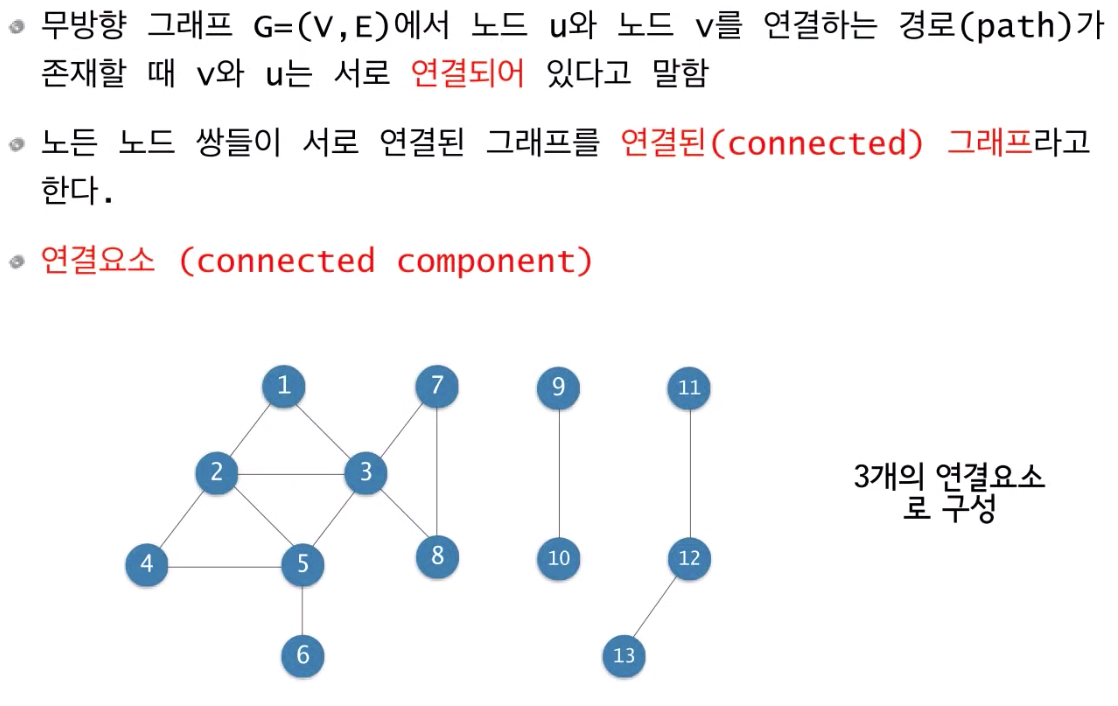 무방향 그래프 G=(V,E)에서 노드 u와 노드 v를 연결하는 경로(path)가
존재할 때 v와 u는 서로 연결되어 있다고 말함
노든 노드 쌍들이 서로 연결된 그래프를 연결된(connected) 그래프라고
한다.
연결요소 (connected component)
1 7 9 11
2 3
3개의 연결요소
로 구성
4 5 8 10 12
6 13